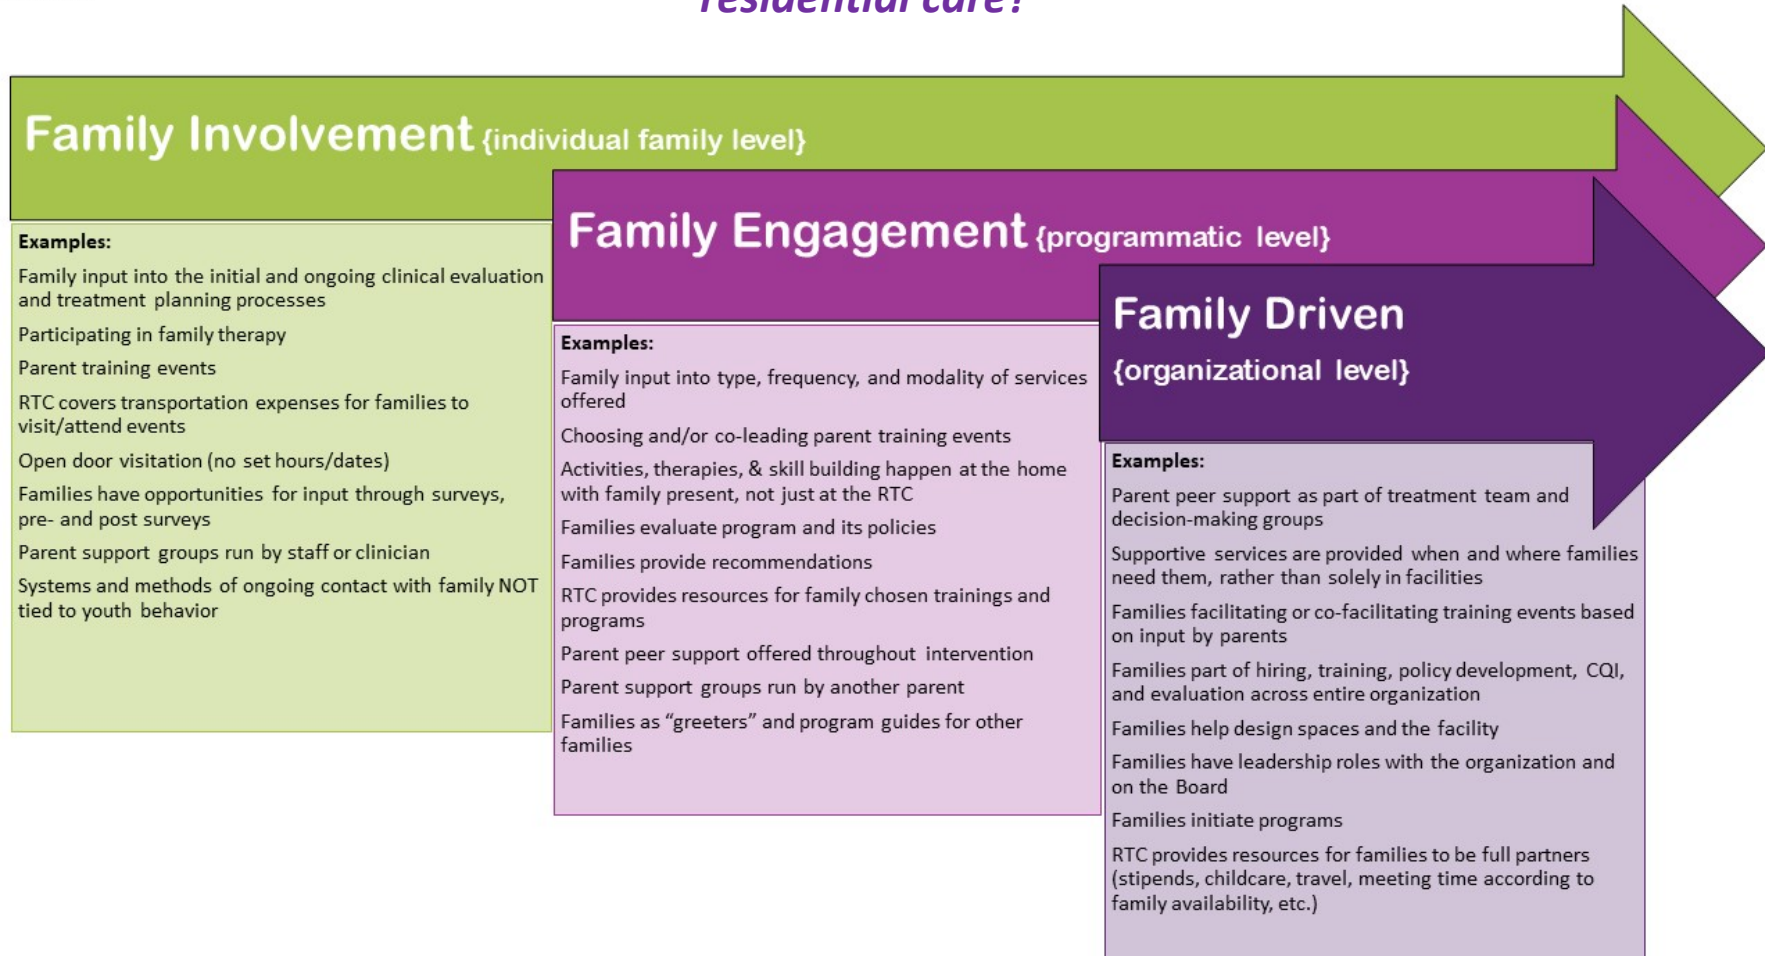 residential care?
Family Involvement {individual family level}
Examples:
Family input into the initial and ongoing clinical evaluation
and treatment planning processes
Participating in family therapy
Parent training events
RTC covers transportation expenses for families to
visit/attend events
Open door visitation (no set hours/dates)
Families have opportunities for input through surveys,
pre- and post surveys
Parent support groups run by staff or clinician
Systems and methods of ongoing contact with family NOT
tied to youth behavior
Family Engagement {programmatic level}
Examples:
Family input into type, frequency, and modality of services
offered
Choosing and/or co-leading parent training events
Activities, therapies, & skill building happen at the home
with family present, not just at the RTC
Families evaluate program and its policies
Families provide recommendations
RTC provides resources for family chosen trainings and
programs
Parent peer support offered throughout intervention
Parent support groups run by another parent
Families as “greeters” and program guides for other
families
Family Driven
{organizational level}
Examples:
Parent peer support as part of treatment team and
decision-making groups
Supportive services are provided when and where families
need them, rather than solely in facilities
Families facilitating or co-facilitating training events based
on input by parents
Families part of hiring, training, policy development, CQI,
and evaluation across entire organization
Families help design spaces and the facility
Families have leadership roles with the organization and
on the Board
Families initiate programs
RTC provides resources for families to be full partners
(stipends, childcare, travel, meeting time according to
family availability, etc.)